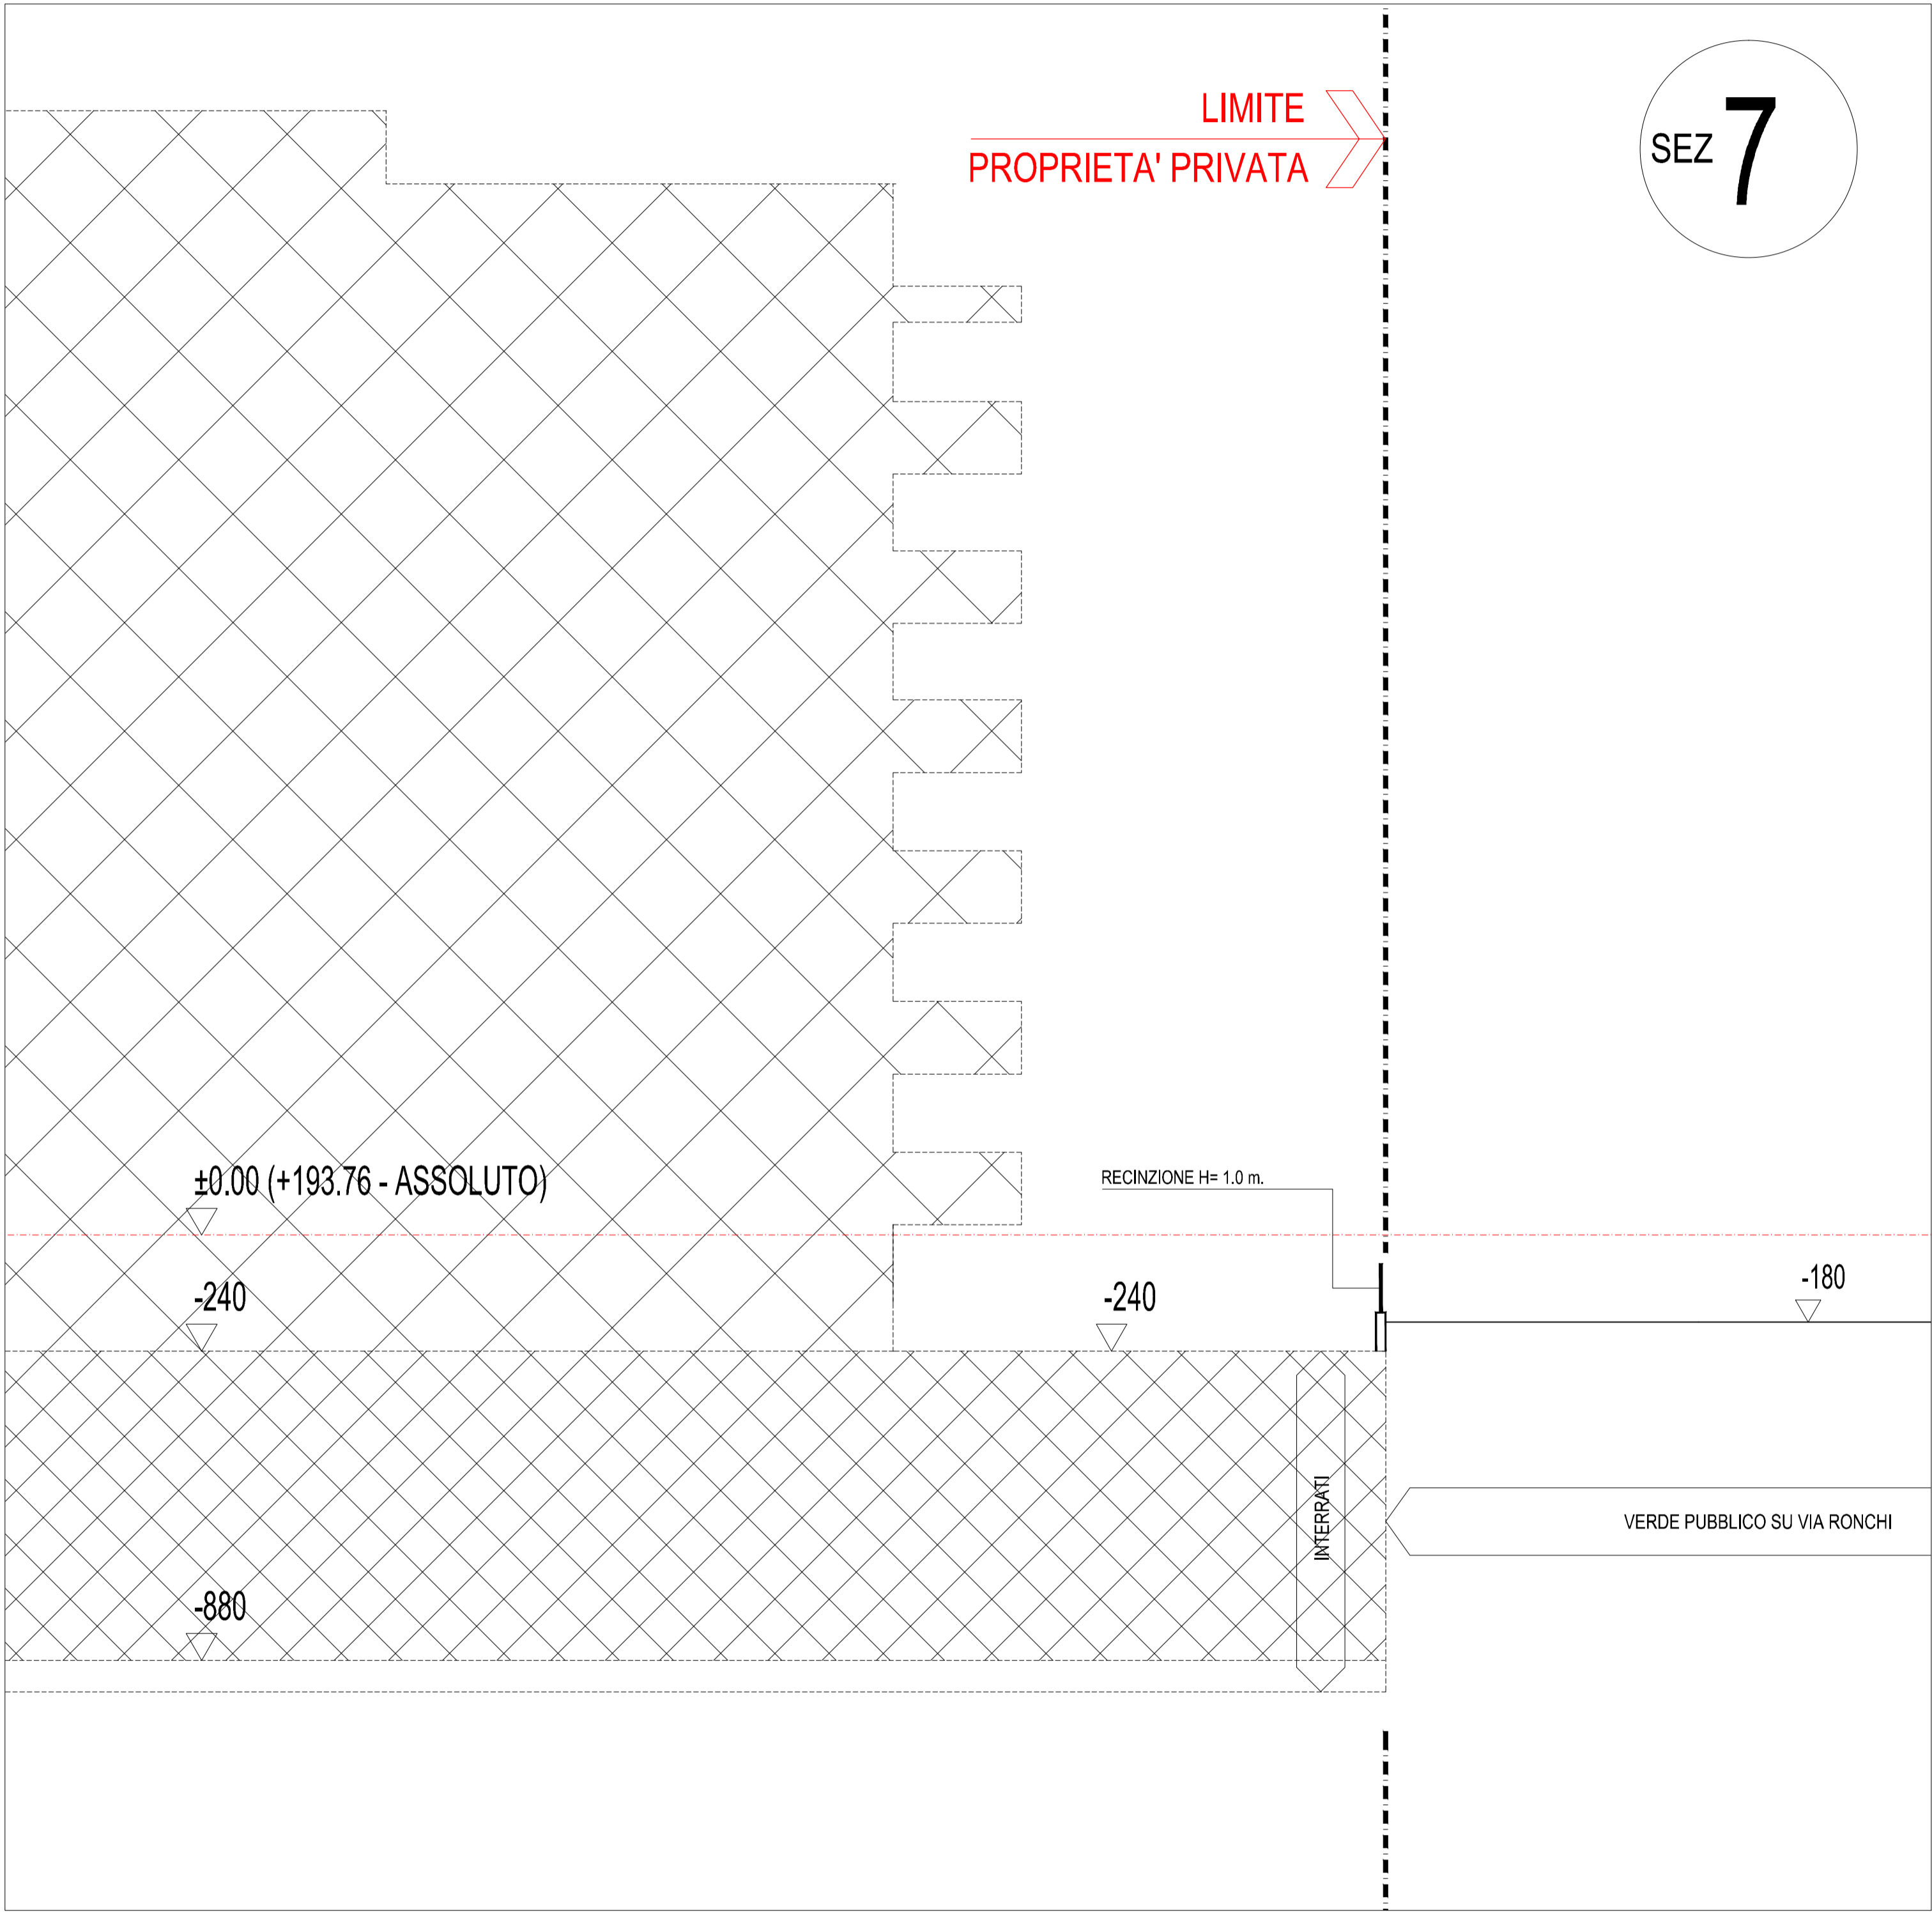 LIMITE
PROPRIETA' PRIVATA
SEZ 7
±0.00 (+193.76 - ASSOLUTO)
RECINZIONE H= 1.0 m.
-240
-240
-180
INTERRATI
VERDE PUBBLICO SU VIA RONCHI
-880